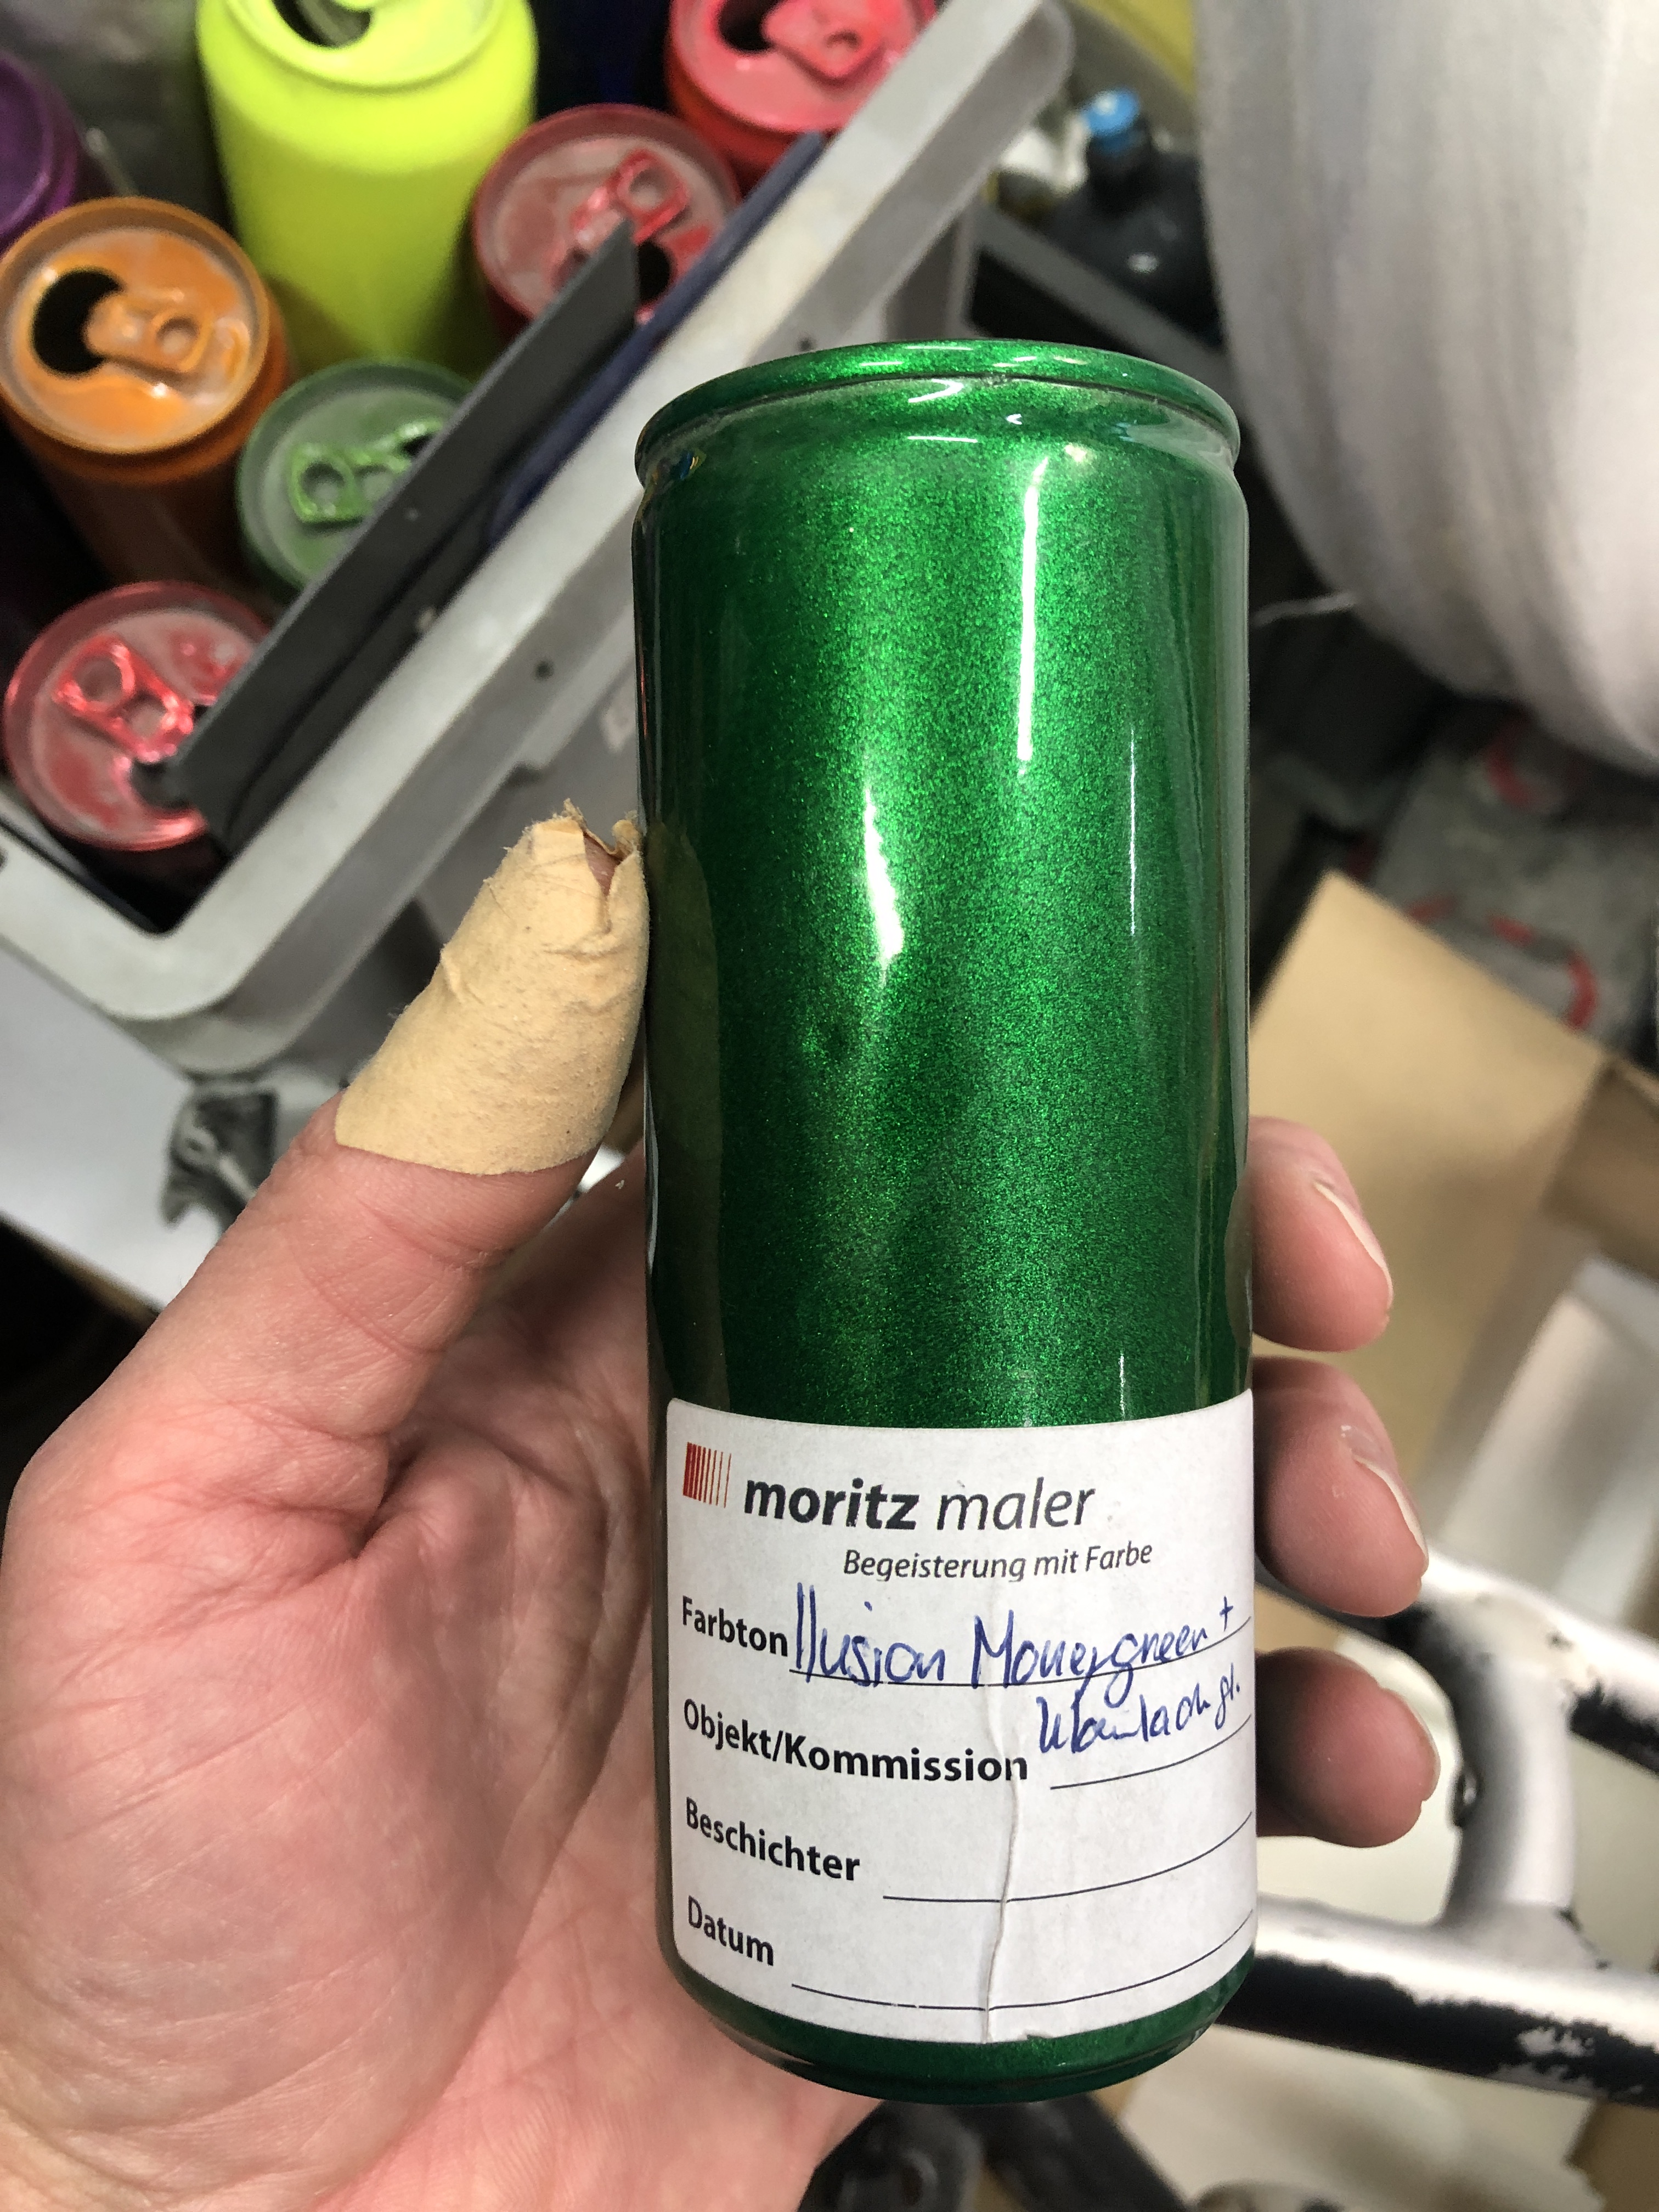 moritz maler
Begeisterung mit Farbe
Farbton Illusion Moneygreen +
Objekt/Kommission
Beschichter
Datum